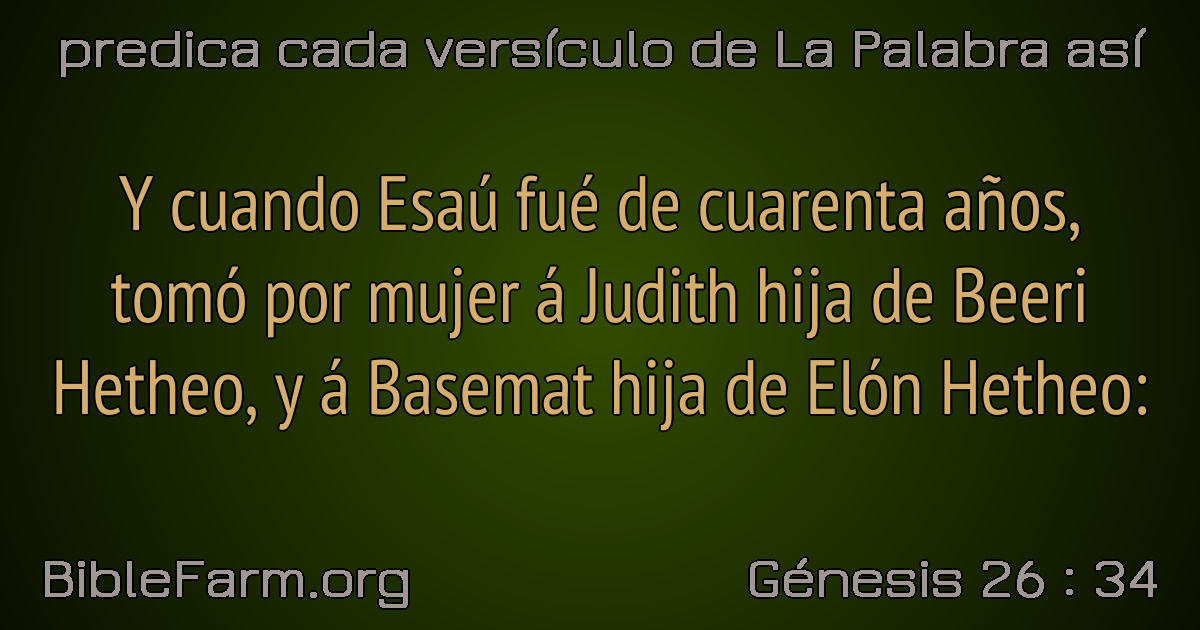 predica cada versículo de La Palabra así
Y cuando Esaú fué de cuarenta años,
tomó por mujer á Judith hija de Beeri
Hetheo, y á Basemat hija de Elón Hetheo:
BibleFarm.org
Génesis 26 : 34